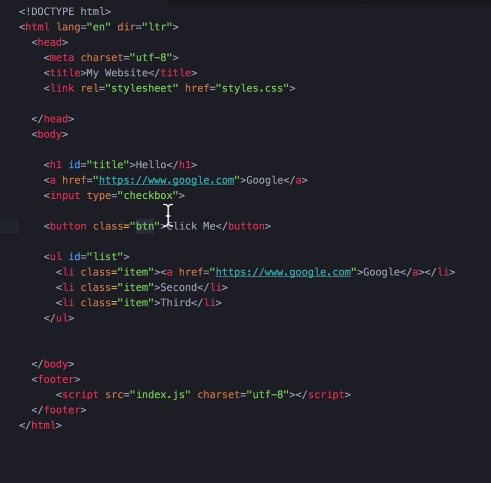 <!DOCTYPE html>
<html lang="en" dir="ltr">
<head>
<meta charset="utf-8">
<title>My Website</title>
<link rel="stylesheet" href="styles.css">
</head>
<body>
<h1 id="title">Hello</h1>
<a href="https://www.google.com">Google</a>
<input type="checkbox">
<button class="btn">Click Me</button>
<ul id="list">
<li class="item"><a href="https://www.google.com">Google</a></li>
<li class="item">Second</li>
<li class="item">Third</li>
</ul>
</body>
<footer>
<script src="index.js" charset="utf-8"></script>
</footer>
</html>